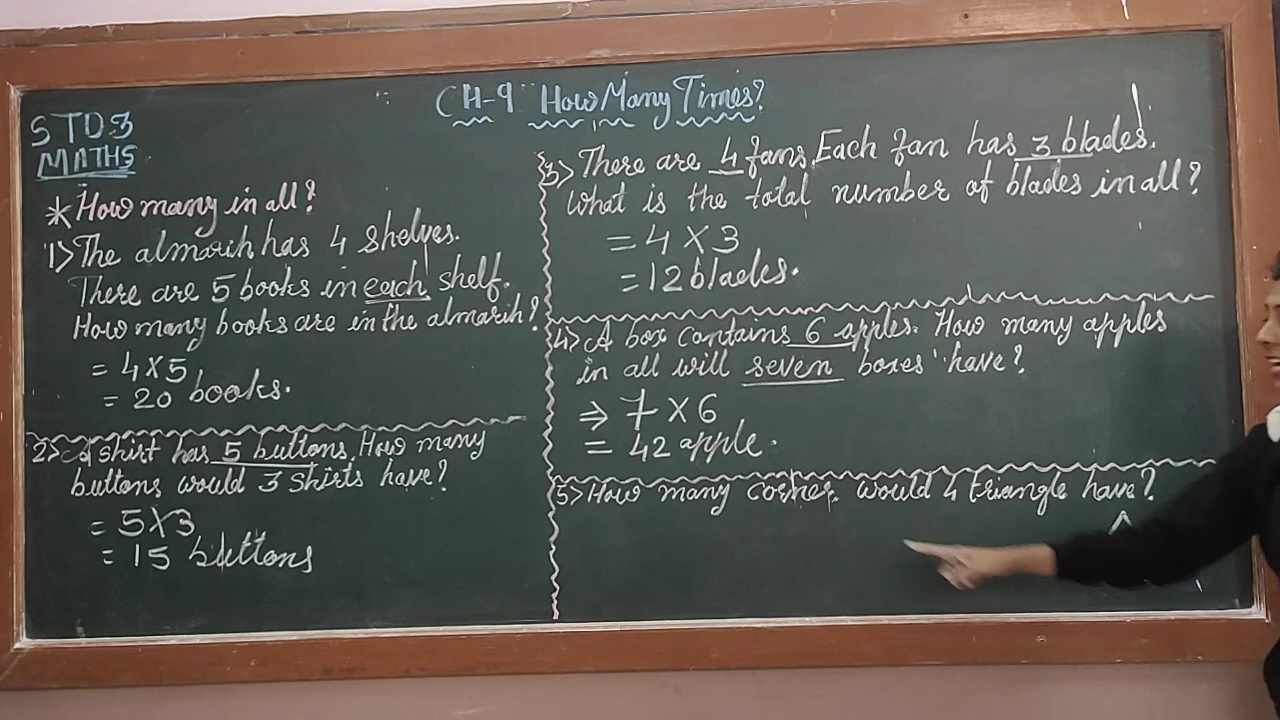 CH-9 How Many Times?
STD 3
MATHS
* How many in all?
1> The almarih has 4 shelves.
There are 5 books in each shelf.
How many books are in the almarih?
= 4 X 5
= 20 books.
2> A shirt has 5 buttons. How many
buttons would 3 shirts have?
= 5 X 3
= 15 buttons
3> There are 4 fans. Each fan has 3 blades.
What is the total number of blades in all?
= 4 X 3
= 12 blades.
4> A box contains 6 apples. How many apples
in all will seven boxes have?
⇒ 7 X 6
= 42 apple.
5> How many corner would 4 triangle have?